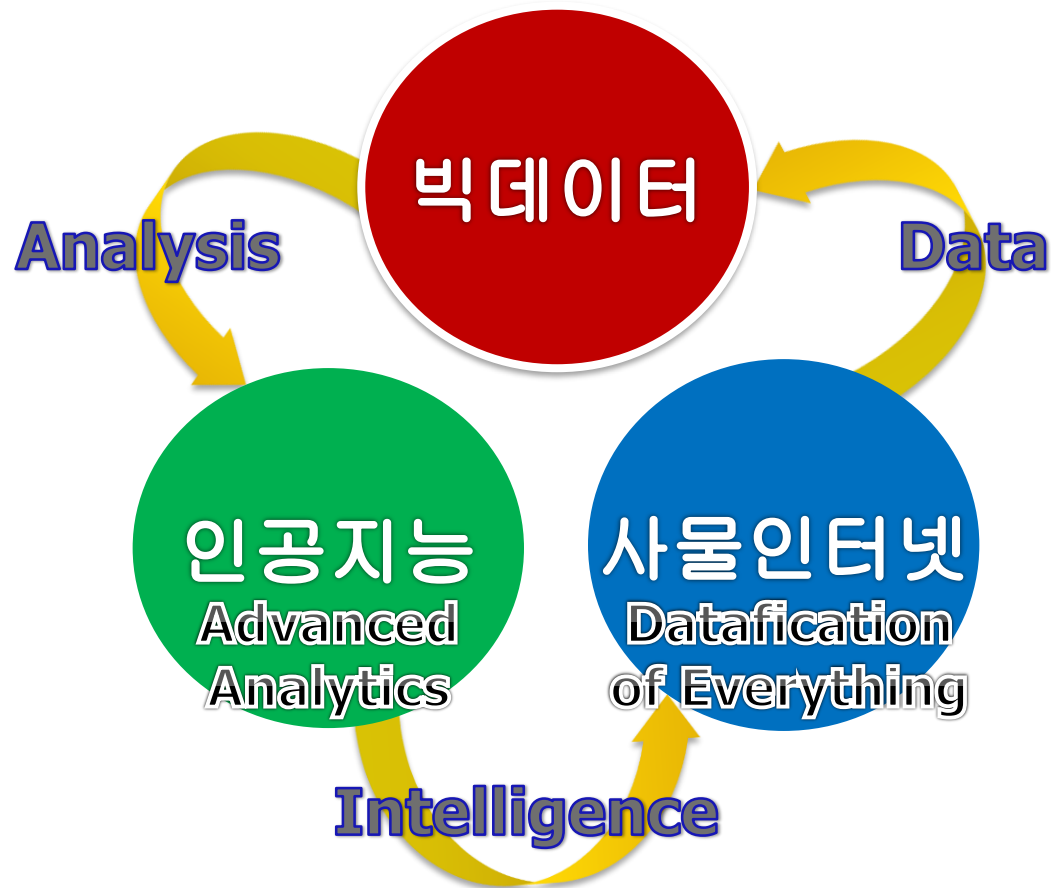 빅데이터
Analysis
Data
인공지능
Advanced
Analytics
사물인터넷
Datafication
of Everything
Intelligence